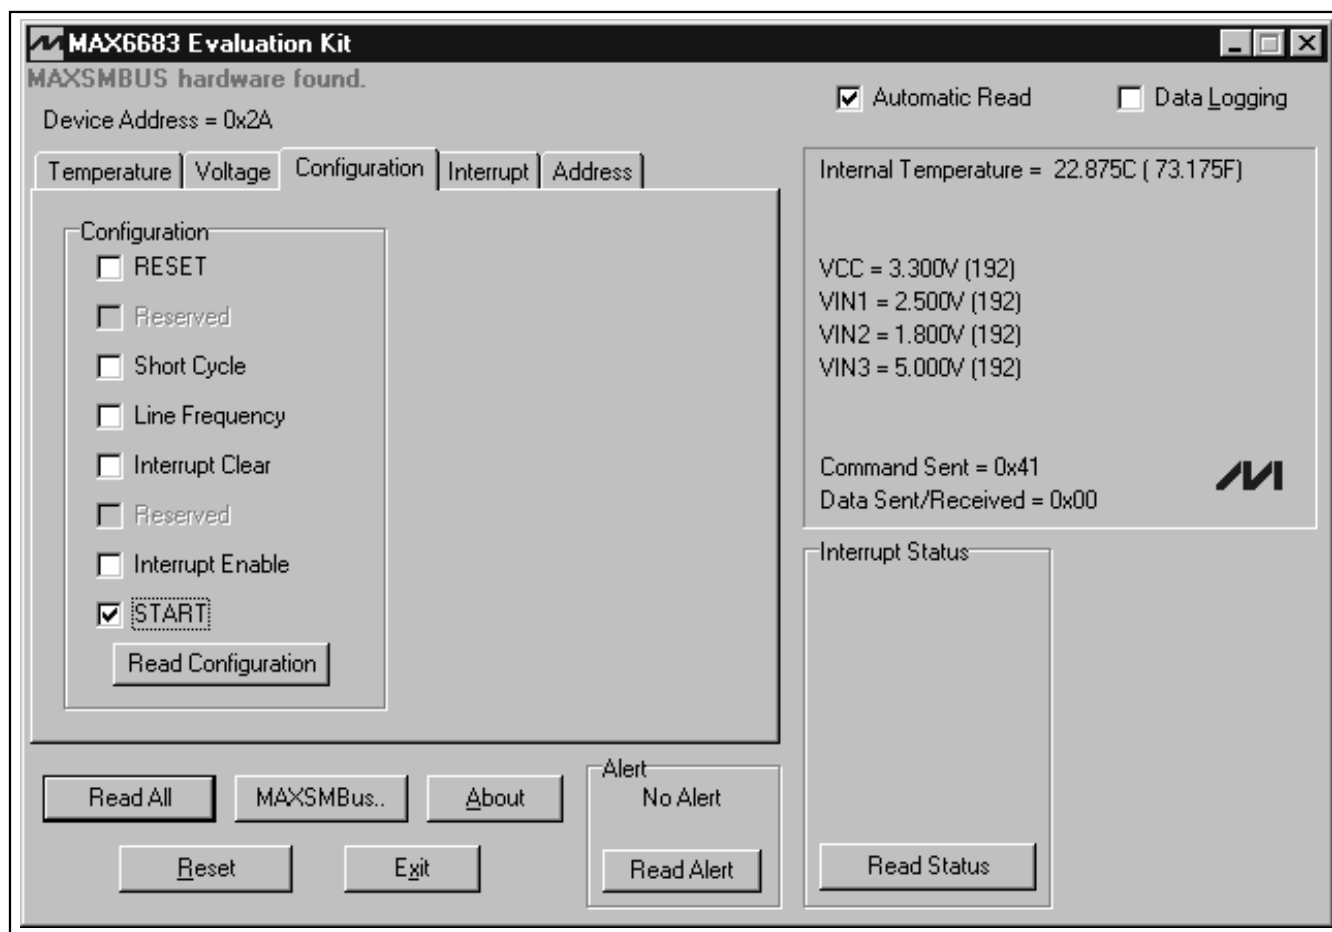 MAX6683 Evaluation Kit
MAXSMBUS hardware found.
Device Address = 0x2A
Automatic Read
Data Logging
Temperature
Voltage
Configuration
Interrupt
Address
Configuration
RESET
Reserved
Short Cycle
Line Frequency
Interrupt Clear
Reserved
Interrupt Enable
START
Read Configuration
Internal Temperature = 22.875C ( 73.175F)
VCC = 3.300V (192)
VIN1 = 2.500V (192)
VIN2 = 1.800V (192)
VIN3 = 5.000V (192)
Command Sent = 0x41
Data Sent/Received = 0x00
Interrupt Status
Read Status
Read All
MAXSMBus..
About
Reset
Exit
Alert
No Alert
Read Alert